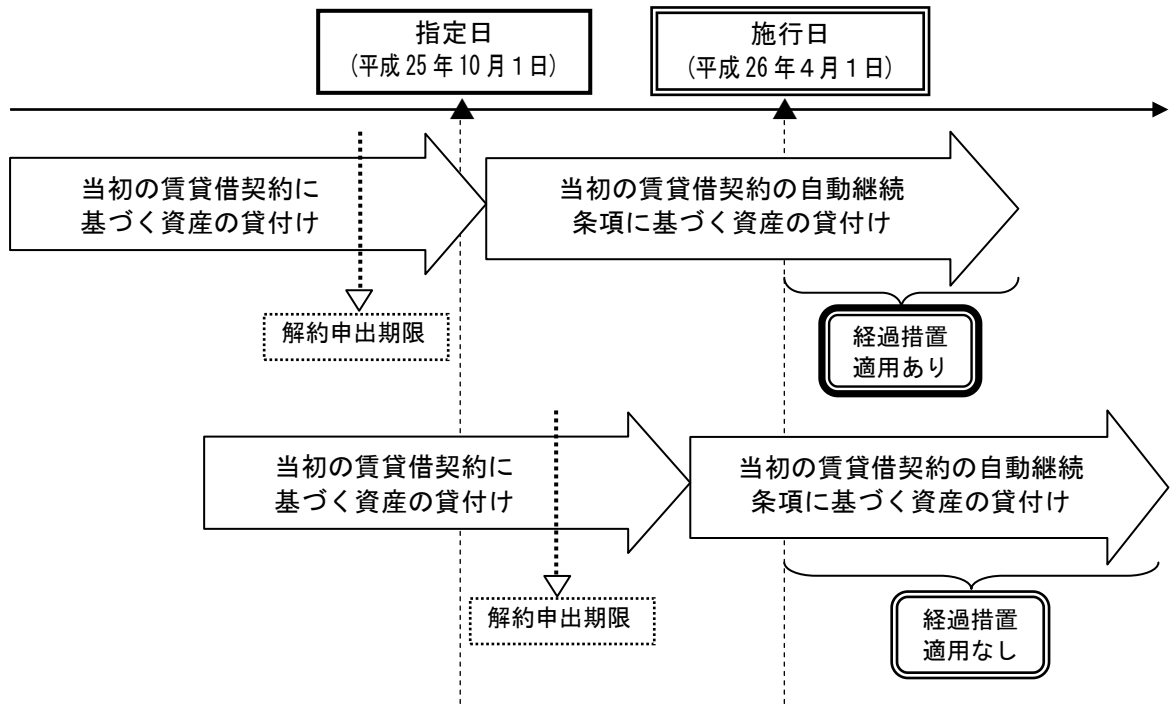 指定日
(平成25年10月1日)
施行日
(平成26年4月1日)
当初の賃貸借契約に
基づく資産の貸付け
当初の賃貸借契約の自動継続
条項に基づく資産の貸付け
解約申出期限
経過措置
適用あり
当初の賃貸借契約に
基づく資産の貸付け
当初の賃貸借契約の自動継続
条項に基づく資産の貸付け
解約申出期限
経過措置
適用なし